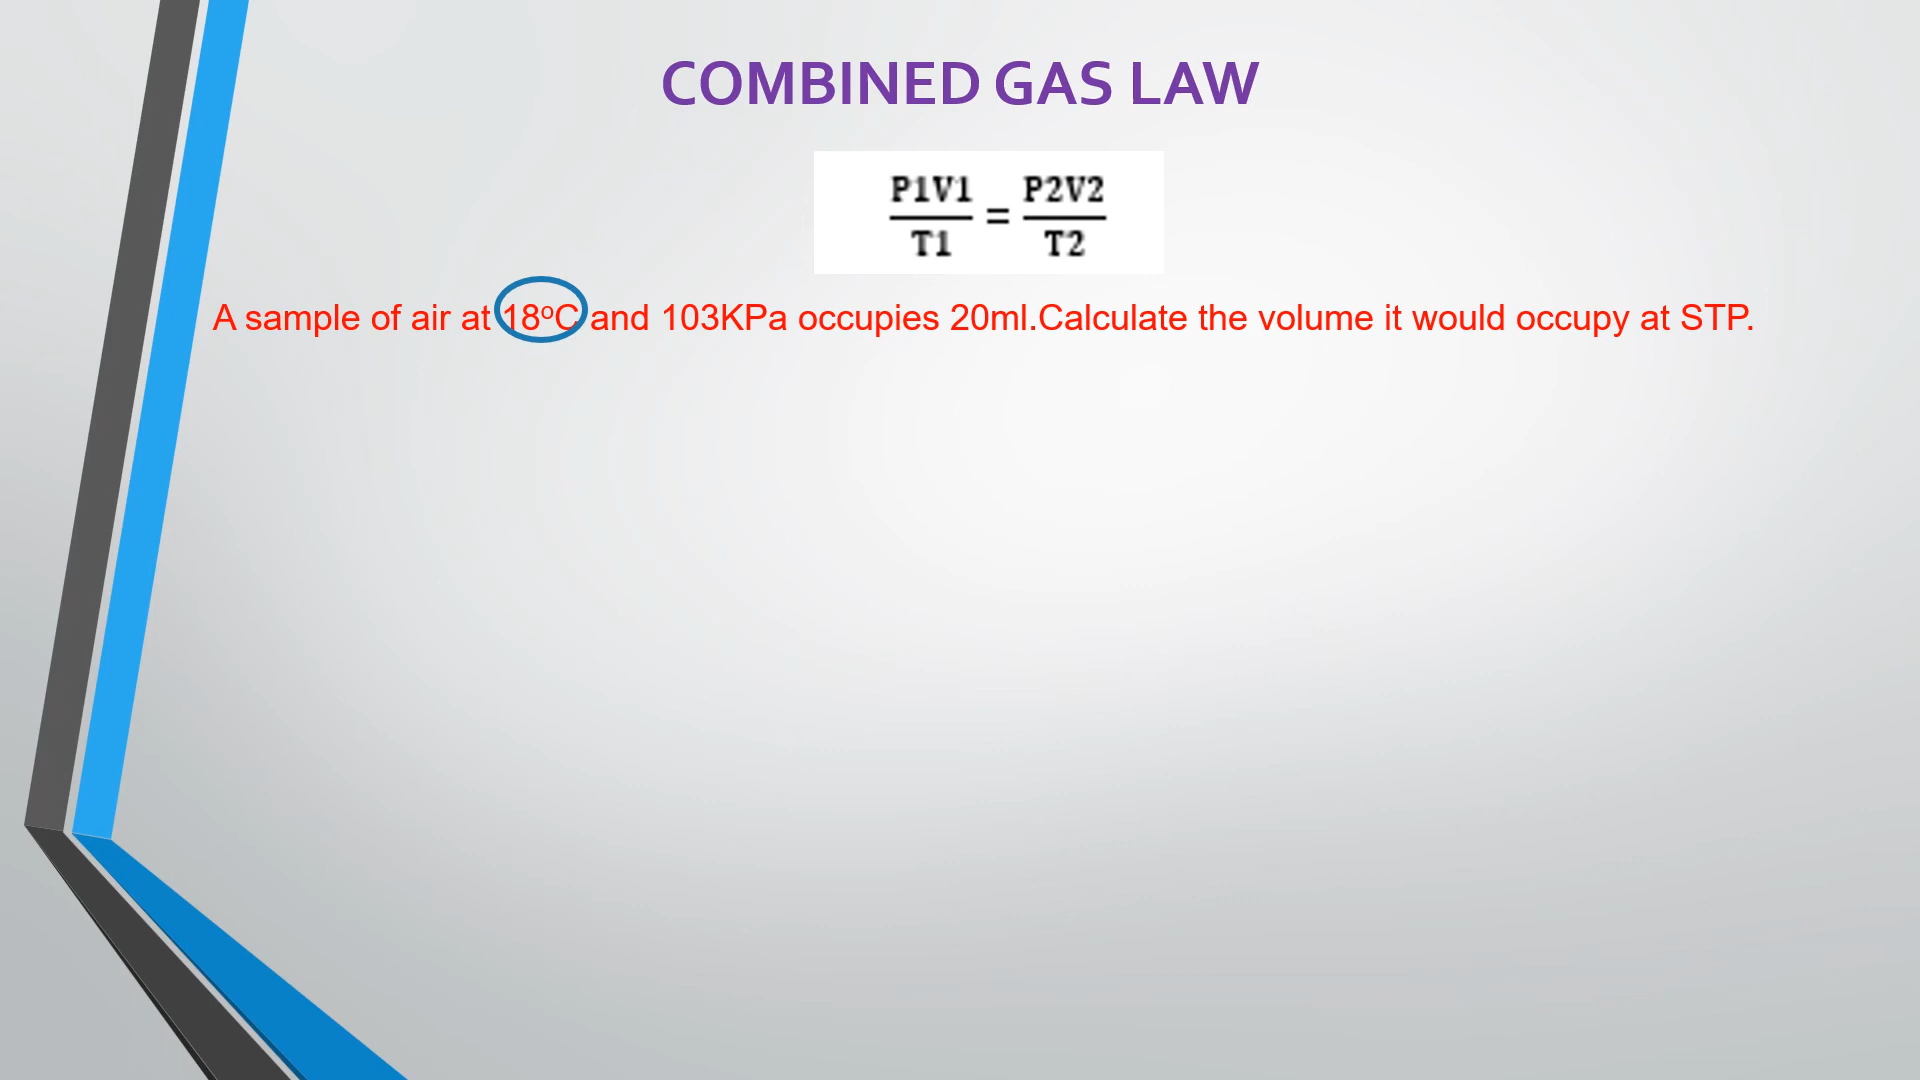 COMBINED GAS LAW
P1V1/T1 = P2V2/T2
A sample of air at 18ºC and 103KPa occupies 20ml.Calculate the volume it would occupy at STP.